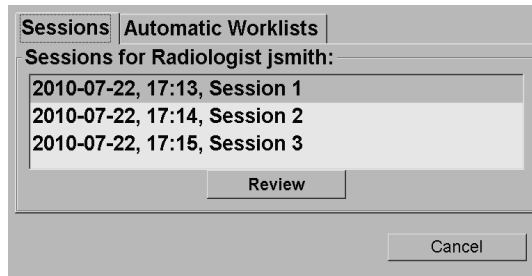 Sessions Automatic Worklists
Sessions for Radiologist jsmith:
2010-07-22, 17:13, Session 1
2010-07-22, 17:14, Session 2
2010-07-22, 17:15, Session 3
Review
Cancel